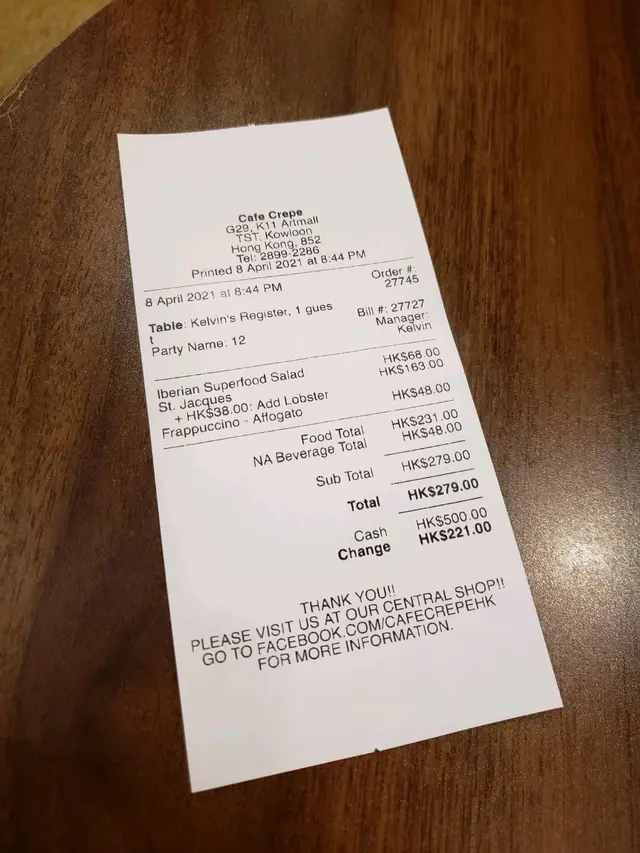 Cafe Crepe
G29, K11 Artmall
TST, Kowloon
Hong Kong, 852
Tel: 2899-2286
Printed 8 April 2021 at 8:44 PM
8 April 2021 at 8:44 PM Order #:
27745
Table: Kelvin's Register, 1 gues
t
Bill #: 27727
Party Name: 12 Manager:
Kelvin
Iberian Superfood Salad HK$68.00
St. Jacques HK$163.00
+ HK$38.00: Add Lobster
Frappuccino - Affogato HK$48.00
Food Total HK$231.00
NA Beverage Total HK$48.00
Sub Total HK$279.00
Total HK$279.00
Cash HK$500.00
Change HK$221.00
THANK YOU!!
PLEASE VISIT US AT OUR CENTRAL SHOP!!
GO TO FACEBOOK.COM/CAFECREPEHK
FOR MORE INFORMATION.